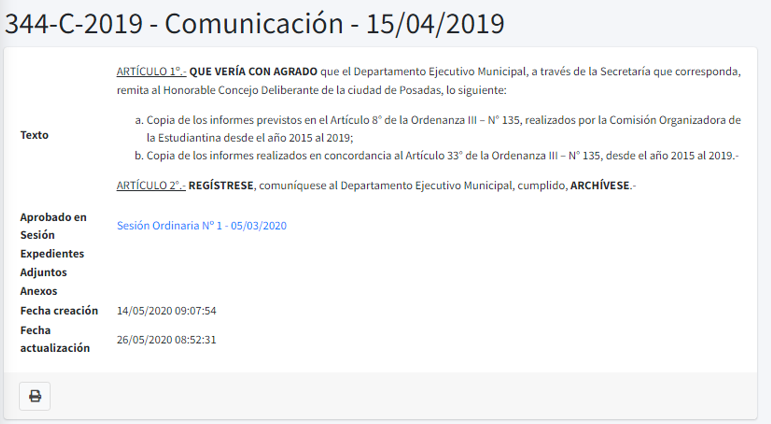 344-C-2019 - Comunicación - 15/04/2019
ARTÍCULO 1º.- QUE VERÍA CON AGRADO que el Departamento Ejecutivo Municipal, a través de la Secretaría que corresponda,
remita al Honorable Concejo Deliberante de la ciudad de Posadas, lo siguiente:
a. Copia de los informes previstos en el Artículo 8° de la Ordenanza III – N° 135, realizados por la Comisión Organizadora de
la Estudiantina desde el año 2015 al 2019;
b. Copia de los informes realizados en concordancia al Artículo 33° de la Ordenanza III – N° 135, desde el año 2015 al 2019.-
Texto
ARTÍCULO 2°.- REGÍSTRESE, comuníquese al Departamento Ejecutivo Municipal, cumplido, ARCHÍVESE.-
Aprobado en
Sesión
Sesión Ordinaria Nº 1 - 05/03/2020
Expedientes
Adjuntos
Anexos
Fecha creación 14/05/2020 09:07:54
Fecha
actualización
26/05/2020 08:52:31